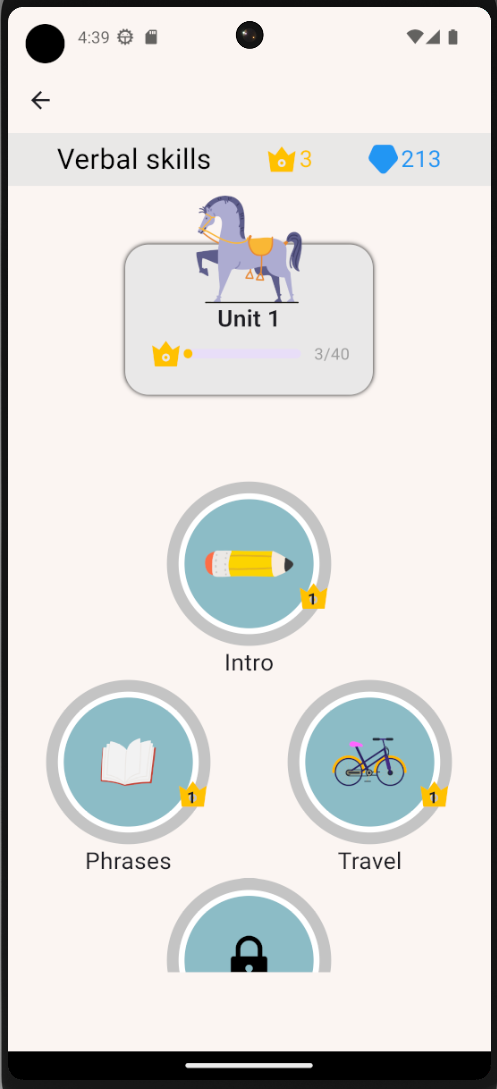 4:39
Verbal skills 3 213
Unit 1
3/40
1
Intro
1 1
Phrases Travel